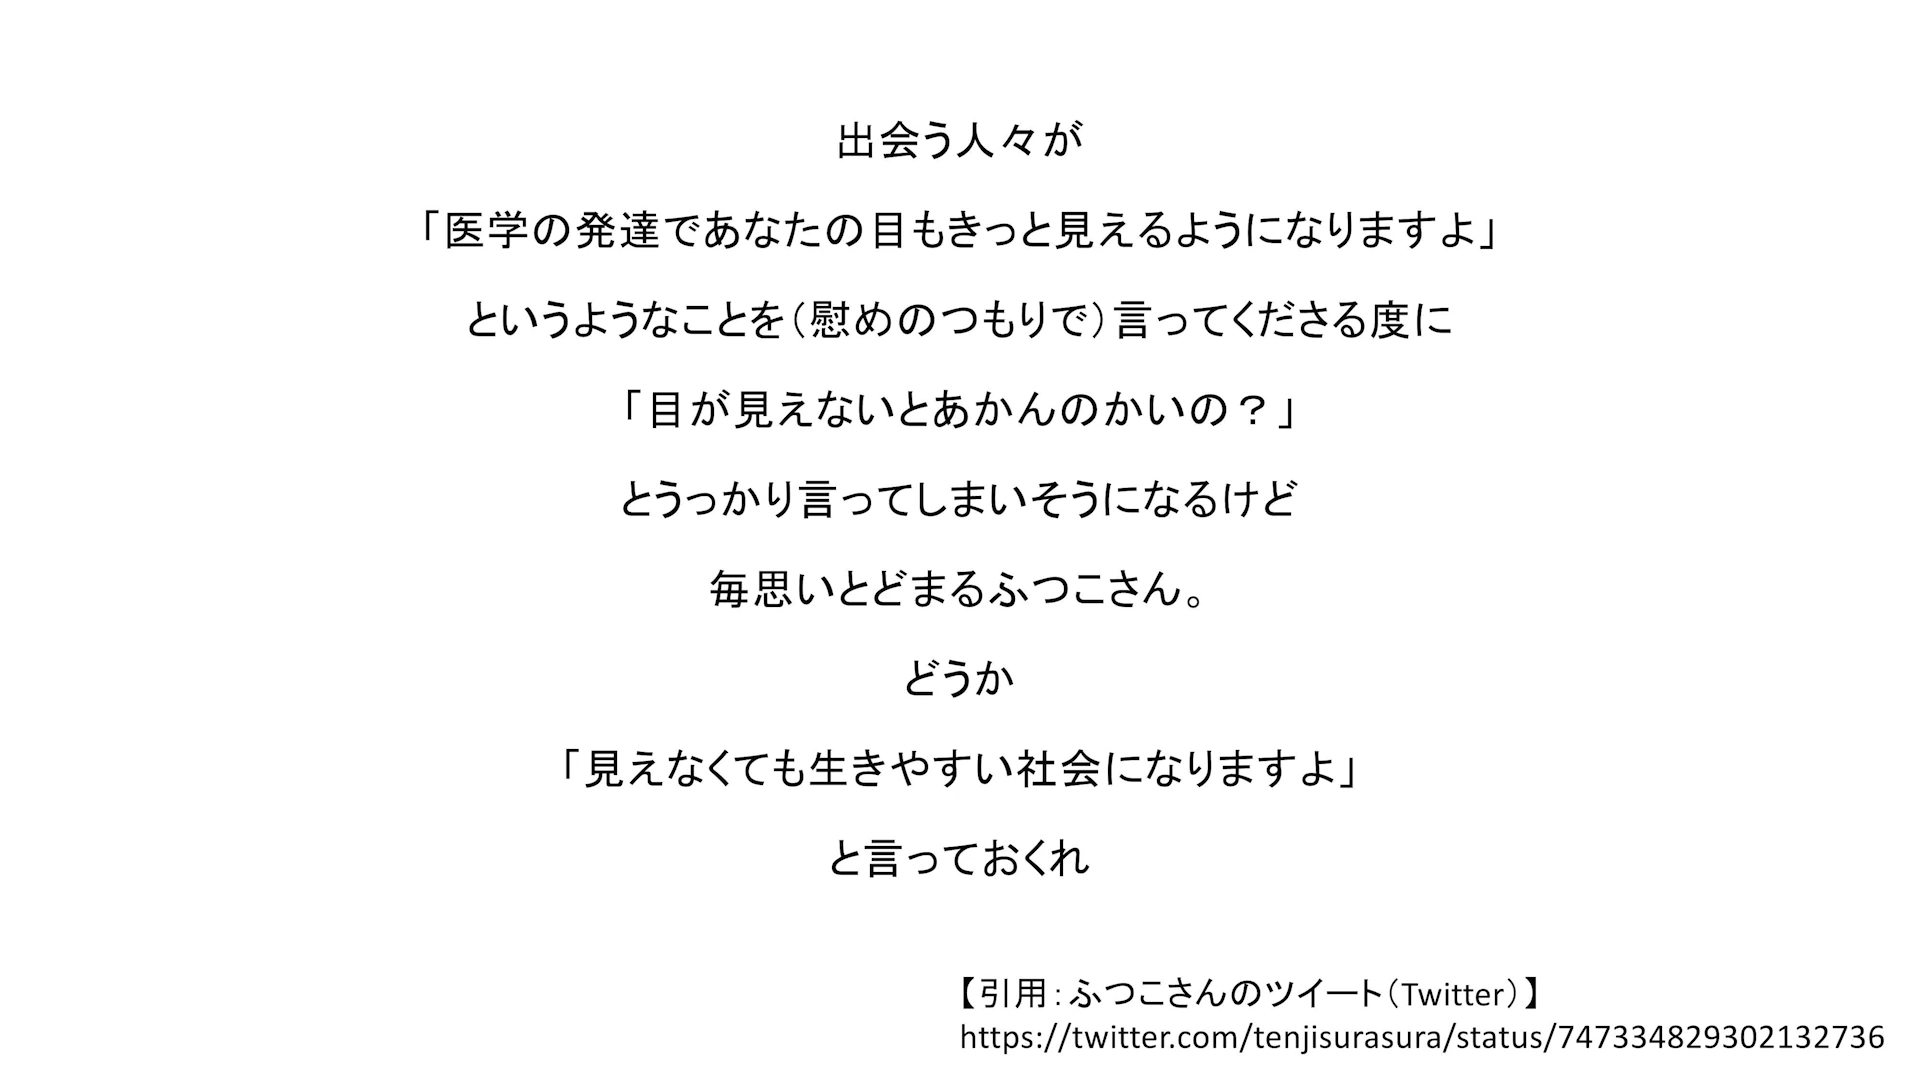 出会う人々が
「医学の発達であなたの目もきっと見えるようになりますよ」
というようなことを（慰めのつもりで）言ってくださる度に
「目が見えないとあかんのかいの？」
とうっかり言ってしまいそうになるけど
毎思いとどまるふつこさん。
どうか
「見えなくても生きやすい社会になりますよ」
と言っておくれ
【引用：ふつこさんのツイート（Twitter）】
https://twitter.com/tenjisurasura/status/747334829302132736